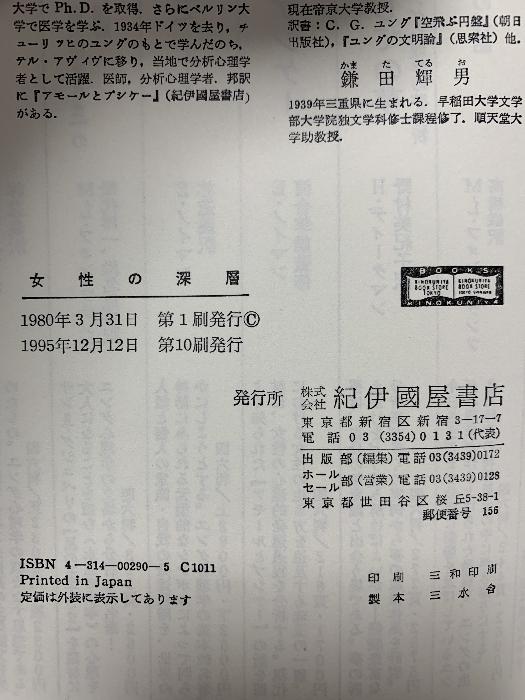 大学で Ph. D. を取得. さらにベルリン大
学で医学を学ぶ. 1934年ドイツを去り, チ
ューリッヒのユングのもとで学んだのち,
テル・アヴィヴに移り, 当地で分析心理学
者として活躍. 医師, 分析心理学者. 邦訳
に『アモールとプシケー』(紀伊國屋書店)
がある.
現在帝京大学教授.
訳書: C. G. ユング『空飛ぶ円盤』(朝日
出版社), 『ユングの文明論』(思索社) 他.
かま た てる お
鎌田輝男
1939年三重県に生まれる. 早稲田大学文学
部大学院独文学科修士課程修了. 順天堂大
学助教授.
女性の深層
1980年3月31日 第1刷発行©
1995年12月12日 第10刷発行
BOOKS
KINOKUNIYA
BOOK STORE
TOKYO
KINOKUNIYA
BOOK STORE
KINOKUNIYA
発行所 株式会社 紀伊國屋書店
東京都新宿区新宿 3—17—7
電話 03 (3354) 0131 (代表)
出版部 (編集) 電話 03(3439)0172
ホールセール部 (営業) 電話 03(3439)0128
東京都世田谷区桜丘5-38-1
郵便番号 156
ISBN 4—314—00290—5 C1011
Printed in Japan
定価は外装に表示してあります
印刷 三和印刷
製本 三水舎